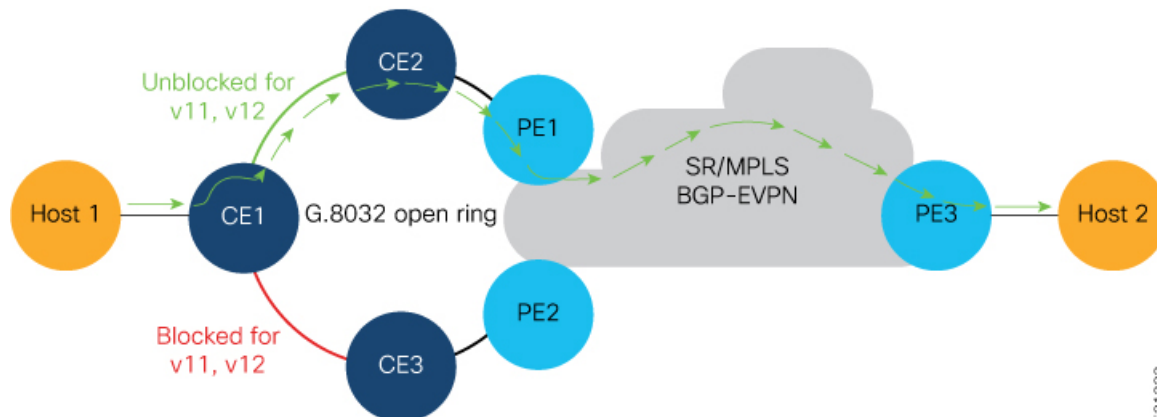 CE2
Unblocked for
v11, v12
PE1
SR/MPLS
BGP-EVPN
Host 1
CE1
G.8032 open ring
PE3
Host 2
PE2
Blocked for
v11, v12
CE3